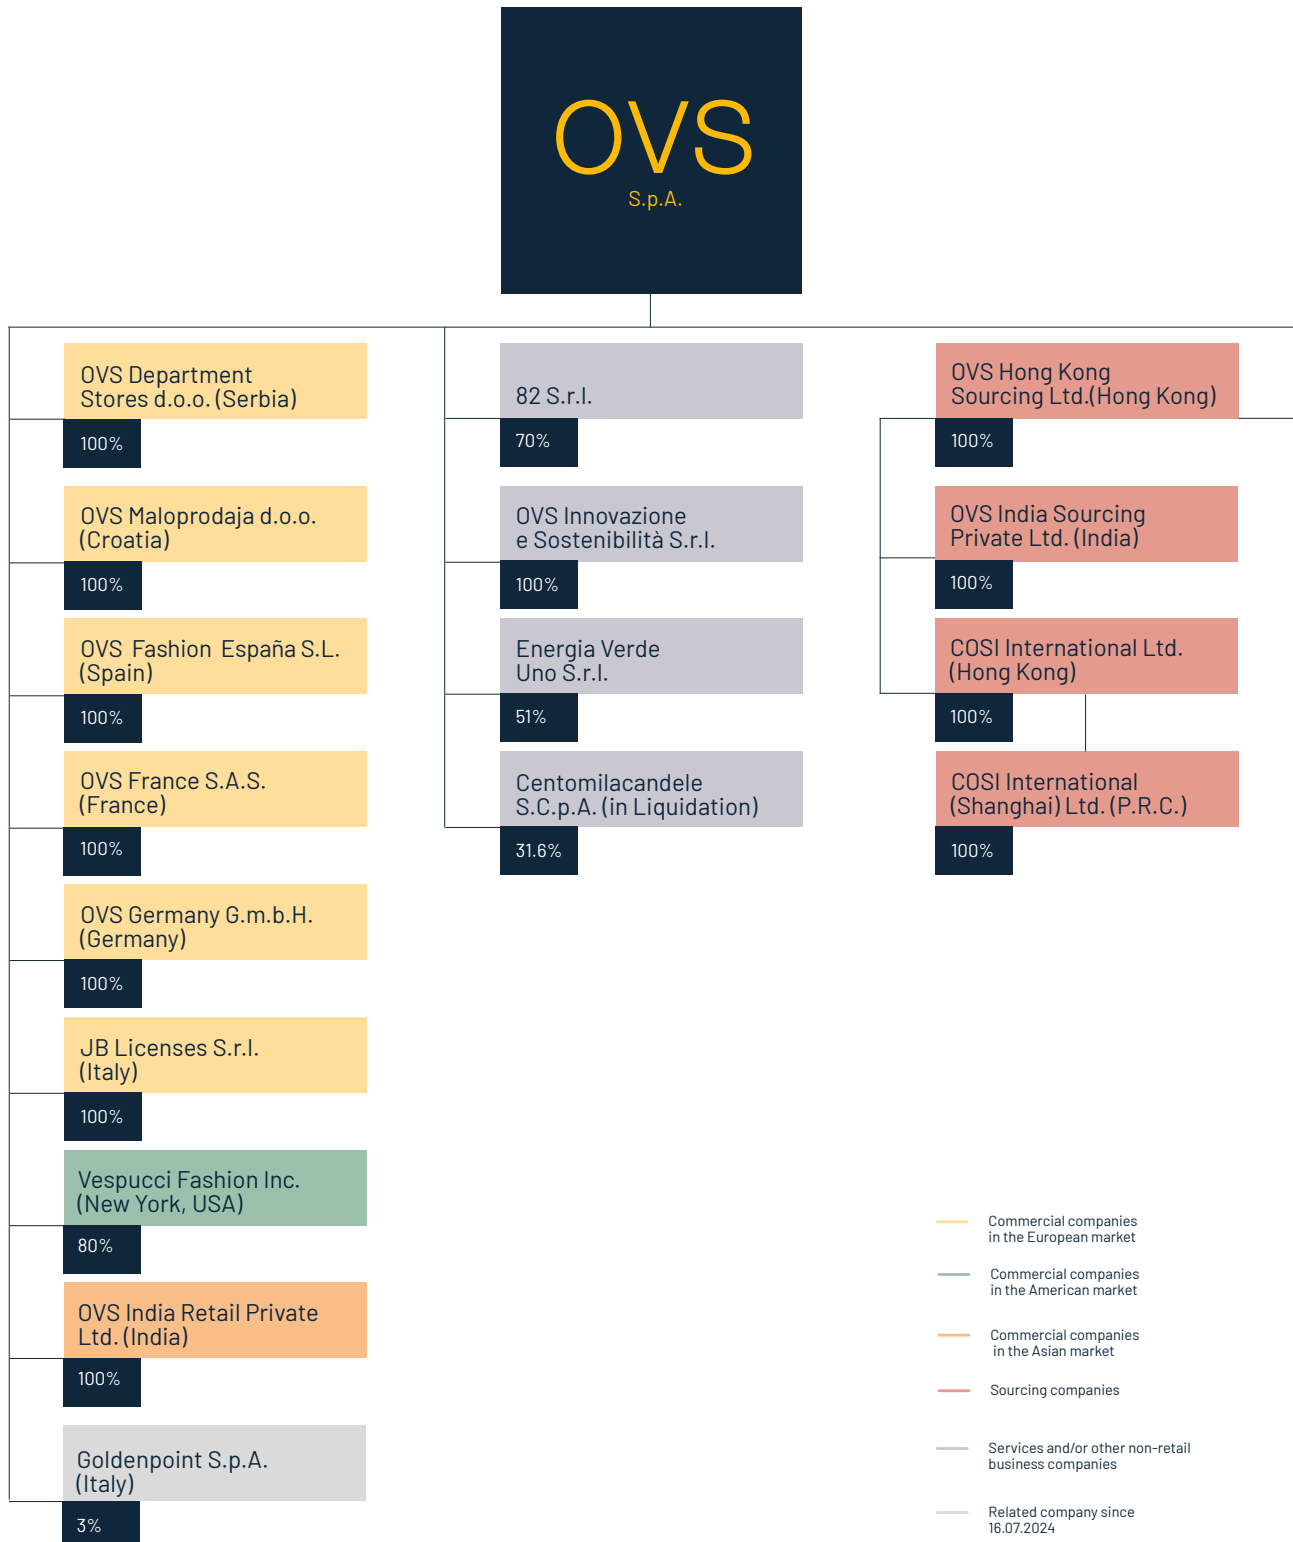 OVS
S.p.A.
OVS Department
Stores d.o.o. (Serbia)
100%
OVS Maloprodaja d.o.o.
(Croatia)
100%
OVS Fashion España S.L.
(Spain)
100%
OVS France S.A.S.
(France)
100%
OVS Germany G.m.b.H.
(Germany)
100%
JB Licenses S.r.l.
(Italy)
100%
Vespucci Fashion Inc.
(New York, USA)
80%
OVS India Retail Private
Ltd. (India)
100%
Goldenpoint S.p.A.
(Italy)
3%
82 S.r.l.
70%
OVS Innovazione
e Sostenibilità S.r.l.
100%
Energia Verde
Uno S.r.l.
51%
Centomilacandele
S.C.p.A. (in Liquidation)
31.6%
OVS Hong Kong
Sourcing Ltd.(Hong Kong)
100%
OVS India Sourcing
Private Ltd. (India)
100%
COSI International Ltd.
(Hong Kong)
100%
COSI International
(Shanghai) Ltd. (P.R.C.)
100%
Commercial companies
in the European market
Commercial companies
in the American market
Commercial companies
in the Asian market
Sourcing companies
Services and/or other non-retail
business companies
Related company since
16.07.2024